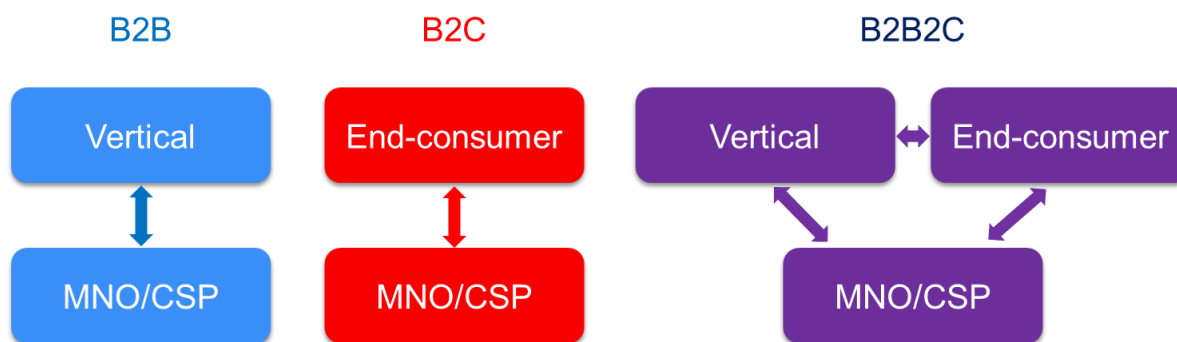 B2B
B2C
B2B2C
Vertical
End-consumer
Vertical
End-consumer
MNO/CSP
MNO/CSP
MNO/CSP